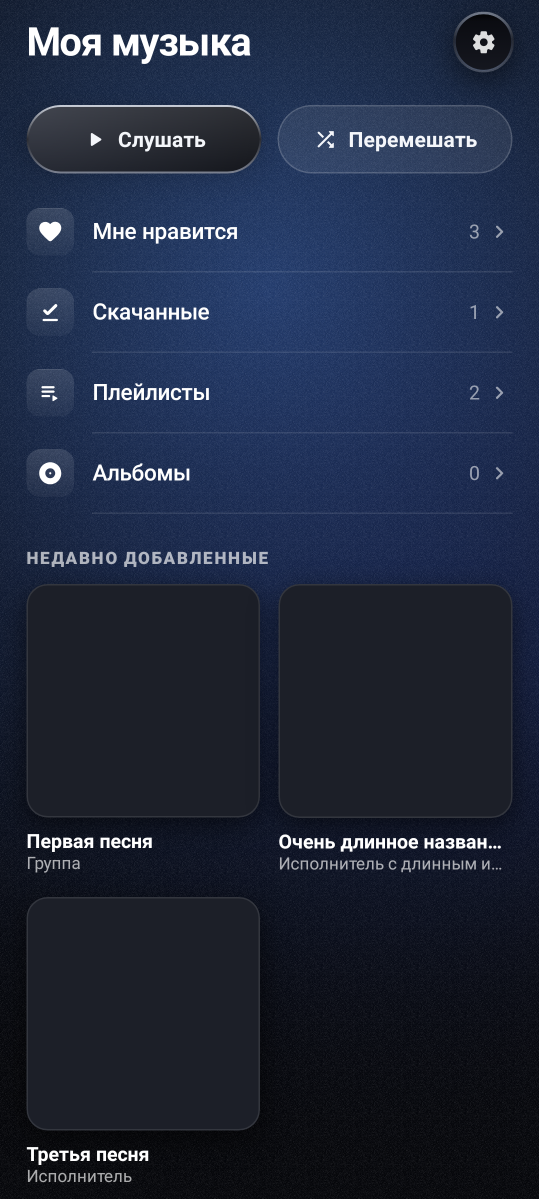 Моя музыка
Слушать
Перемешать
Мне нравится 3
Скачанные 1
Плейлисты 2
Альбомы 0
НЕДАВНО ДОБАВЛЕННЫЕ
Первая песня
Группа
Очень длинное назван...
Исполнитель с длинным и...
Третья песня
Исполнитель